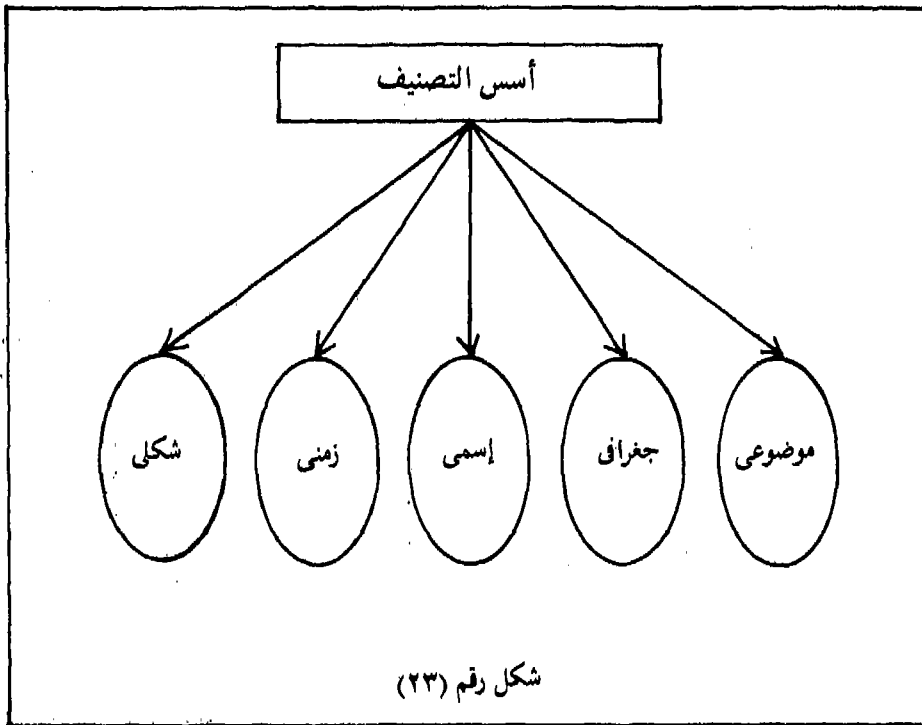 أسس التصنيف
موضوعى
جغرافى
إسمى
زمنى
شكلى
شكل رقم (٢٣)